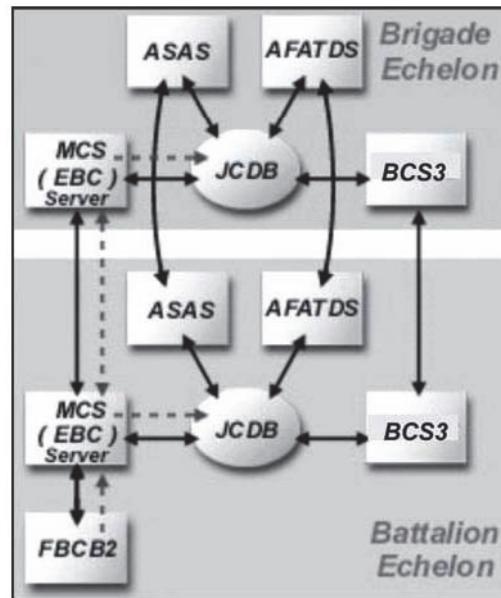 Brigade
Echelon
ASAS
AFATDS
MCS
( EBC )
Server
JCDB
BCS3
ASAS
AFATDS
MCS
( EBC )
Server
JCDB
BCS3
FBCB2
Battalion
Echelon